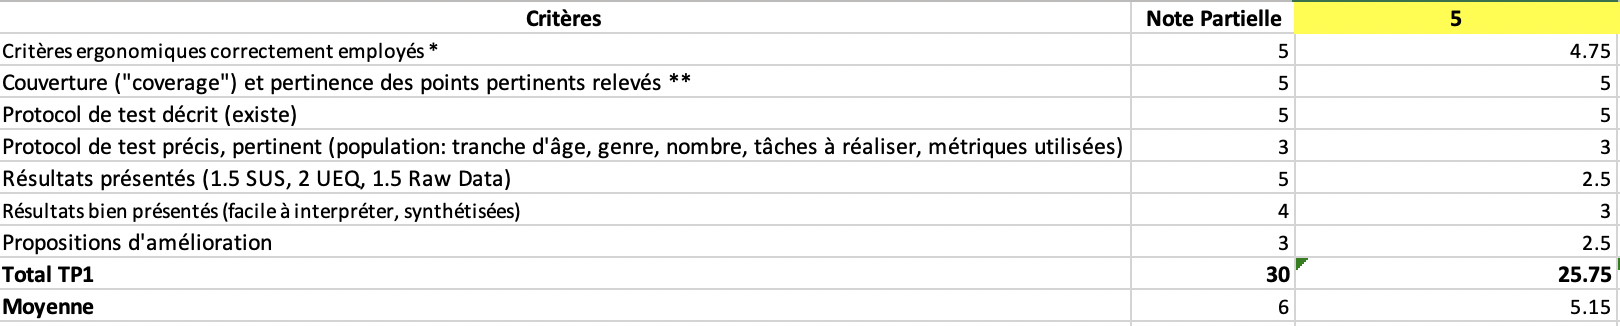 Critères Note Partielle 5
Critères ergonomiques correctement employés * 5 4.75
Couverture ("coverage") et pertinence des points pertinents relevés ** 5 5
Protocol de test décrit (existe) 5 5
Protocol de test précis, pertinent (population: tranche d'âge, genre, nombre, tâches à réaliser, métriques utilisées) 3 3
Résultats présentés (1.5 SUS, 2 UEQ, 1.5 Raw Data) 5 2.5
Résultats bien présentés (facile à interpréter, synthétisées) 4 3
Propositions d'amélioration 3 2.5
Total TP1 30 25.75
Moyenne 6 5.15